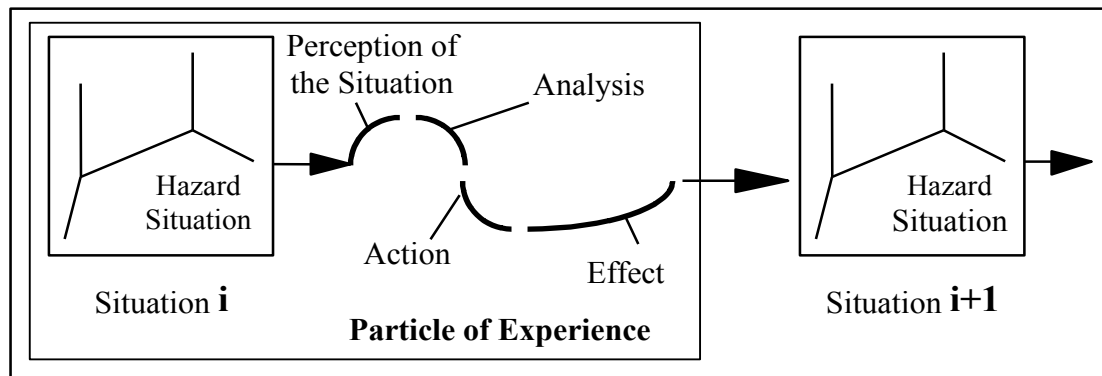 Perception of
the Situation
Analysis
Hazard
Situation
Action
Effect
Situation i
Particle of Experience
Hazard
Situation
Situation i+1